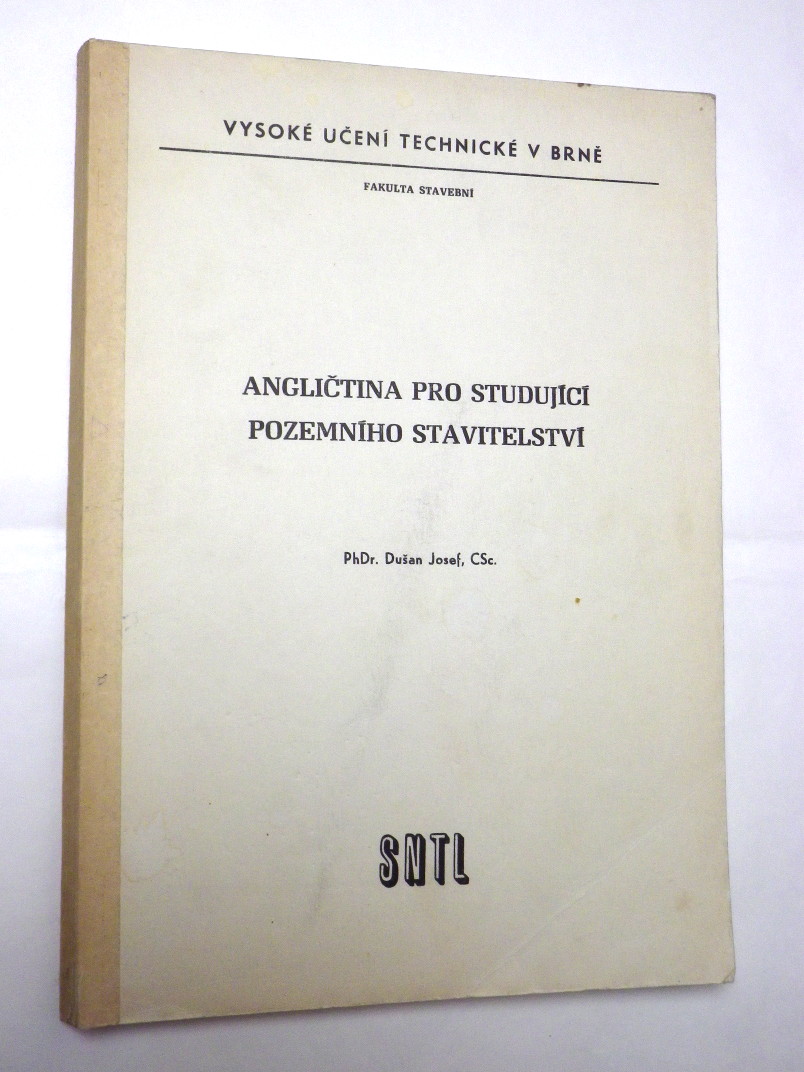 VYSOKÉ UČENÍ TECHNICKÉ V BRNĚ
FAKULTA STAVEBNÍ
ANGLIČTINA PRO STUDUJÍCÍ
POZEMNÍHO STAVITELSTVÍ
PhDr. Dušan Josef, CSc.
SNTL